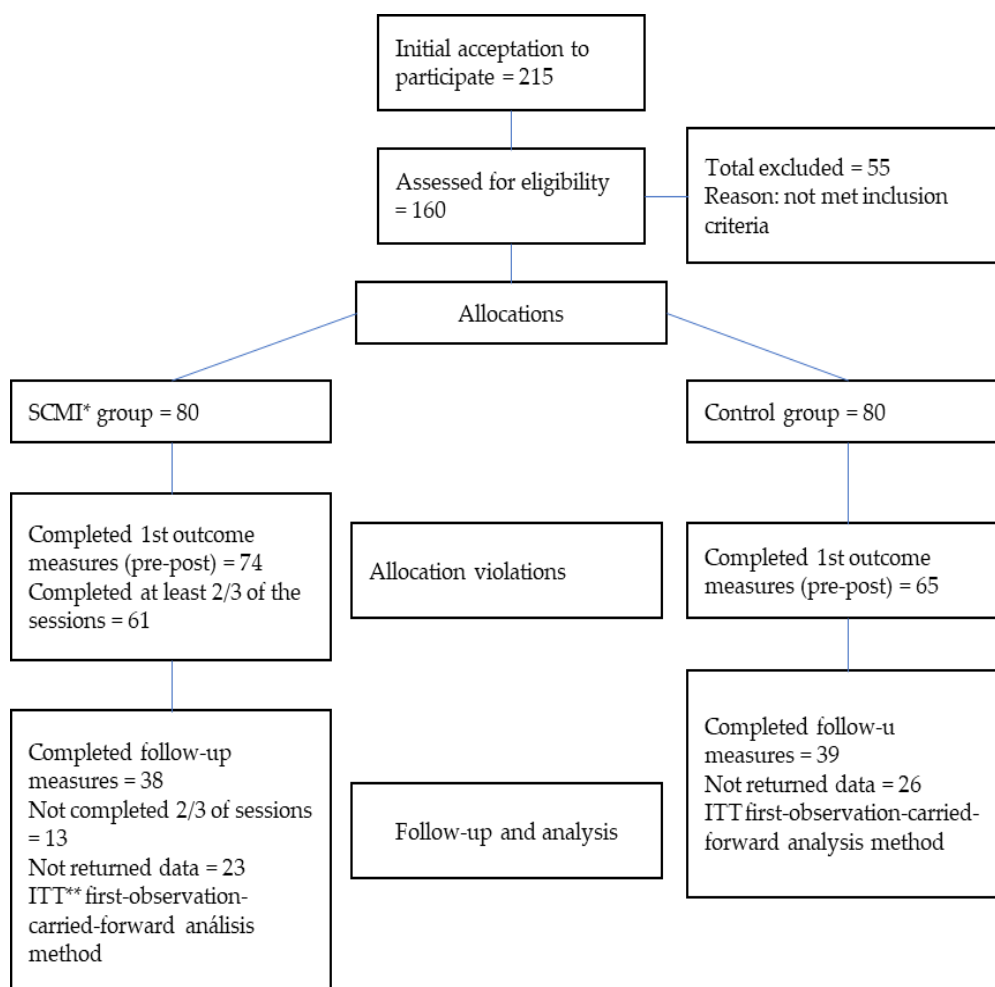 Initial acceptation to
participate = 215
Assessed for eligibility
= 160
Total excluded = 55
Reason: not met inclusion
criteria
Allocations
SCMI* group = 80
Control group = 80
Completed 1st outcome
measures (pre-post) = 74
Completed at least 2/3 of the
sessions = 61
Allocation violations
Completed 1st outcome
measures (pre-post) = 65
Completed follow-up
measures = 38
Not completed 2/3 of sessions
= 13
Not returned data = 23
ITT** first-observation-
carried-forward análisis
method
Follow-up and analysis
Completed follow-u
measures = 39
Not returned data = 26
ITT first-observation-carried-
forward analysis method